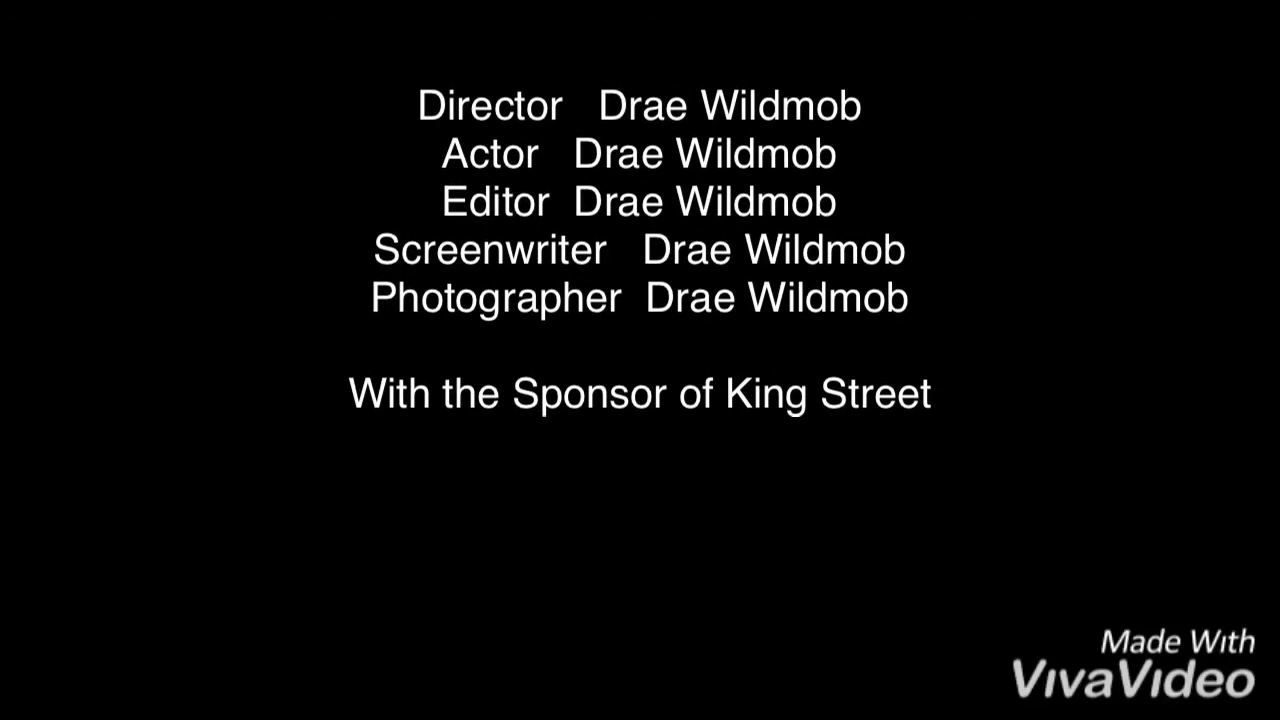 Director Drae Wildmob
Actor Drae Wildmob
Editor Drae Wildmob
Screenwriter Drae Wildmob
Photographer Drae Wildmob
With the Sponsor of King Street
Made With
VivaVideo